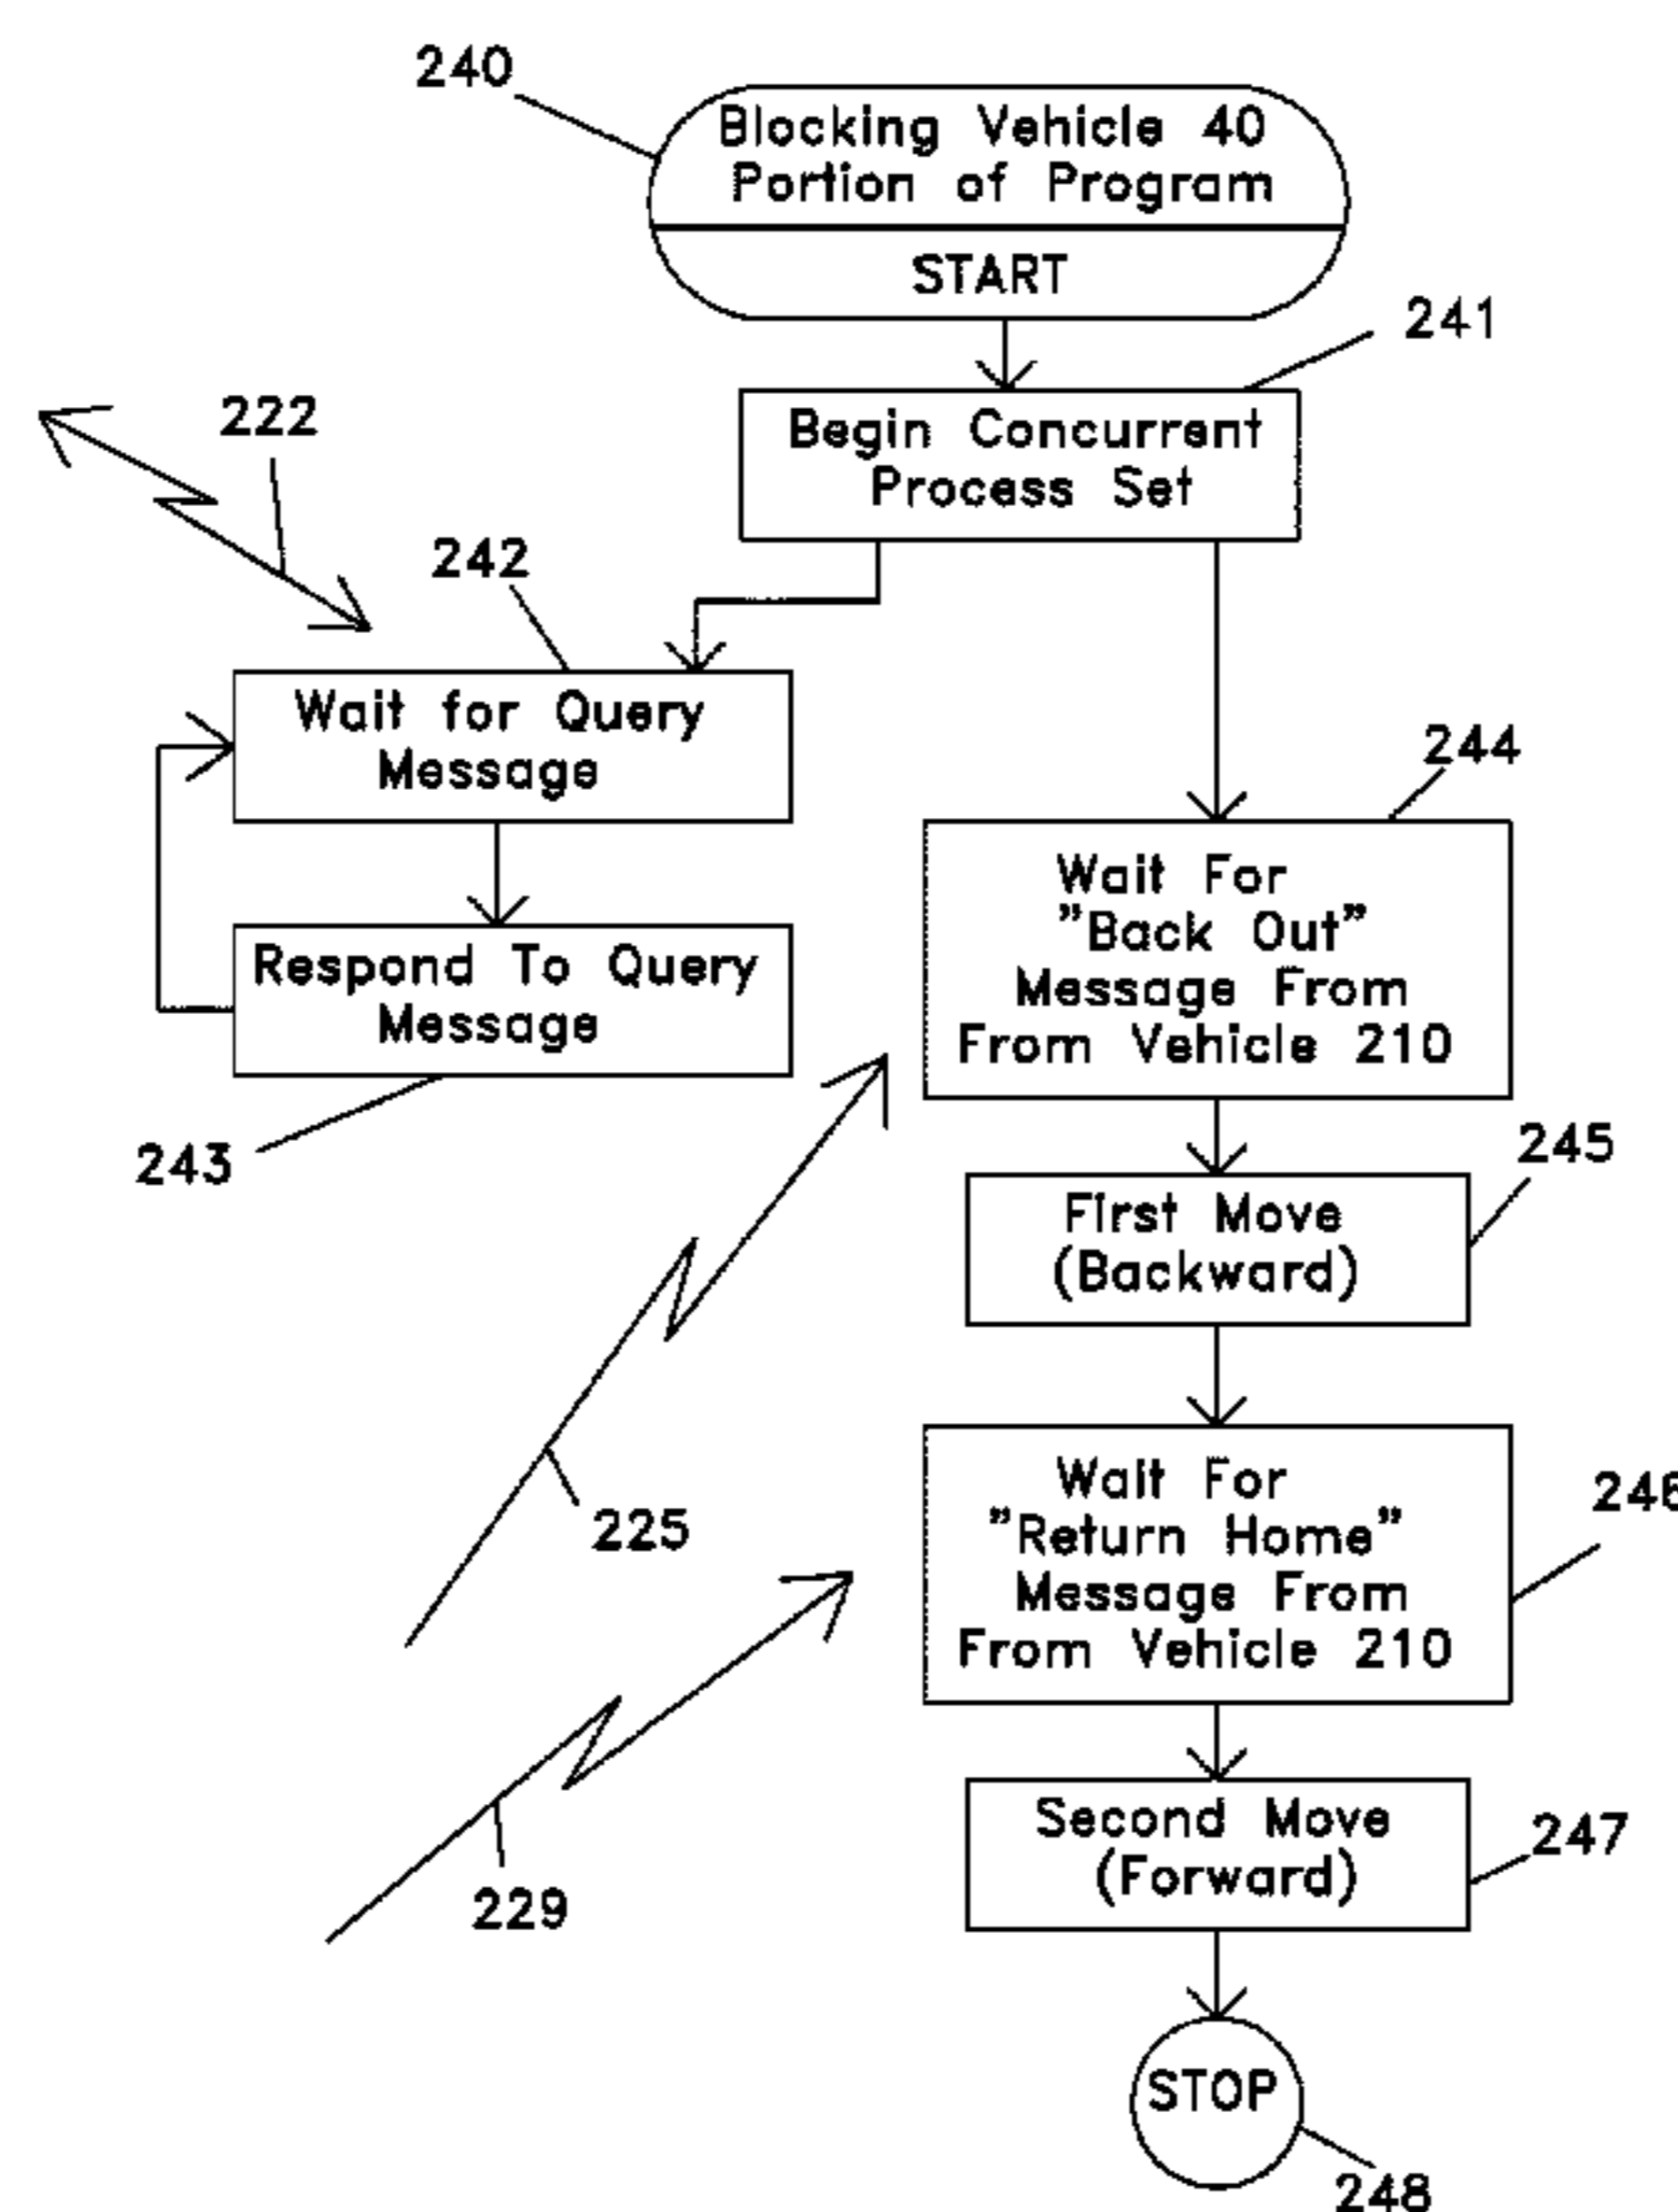 240
Blocking Vehicle 40
Portion of Program
START
241
Begin Concurrent
Process Set
222
242
Wait for Query
Message
244
Wait For
"Back Out"
Message From
From Vehicle 210
Respond To Query
Message
243
245
First Move
(Backward)
225
246
Wait For
"Return Home"
Message From
From Vehicle 210
229
Second Move
(Forward)
247
STOP
248